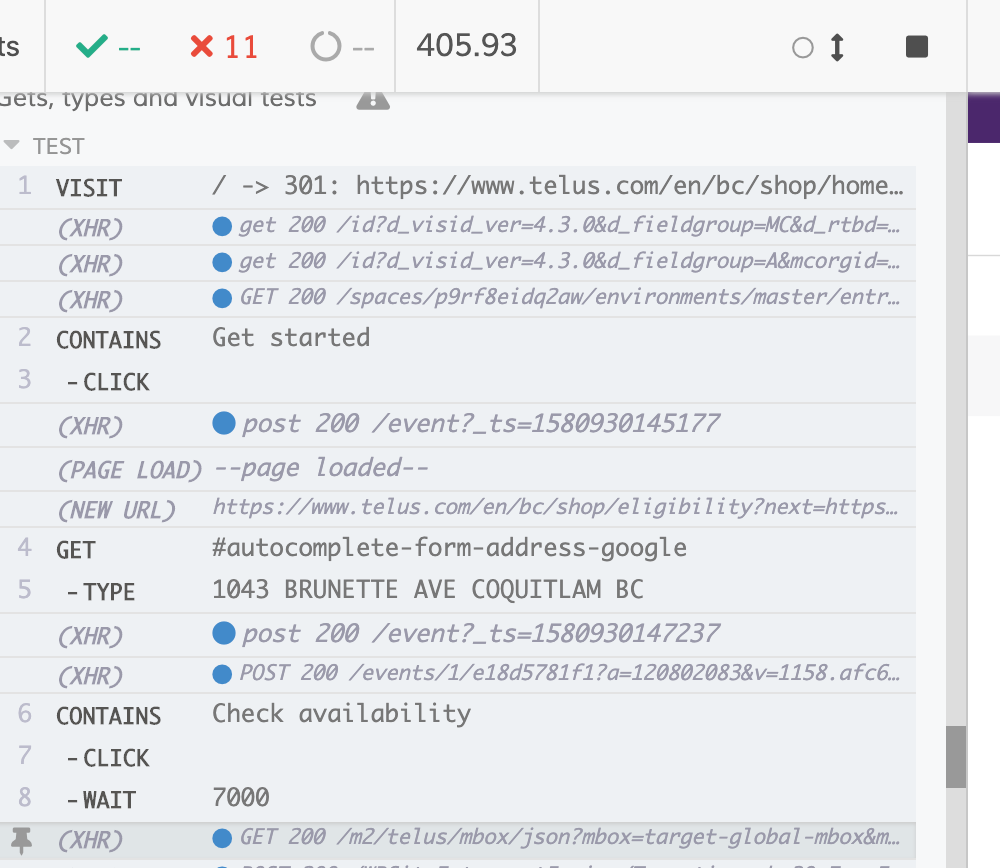 ts -- 11 -- 405.93
Gets, types and visual tests
TEST
1 VISIT / -> 301: https://www.telus.com/en/bc/shop/home…
(XHR) get 200 /id?d_visid_ver=4.3.0&d_fieldgroup=MC&d_rtbd=…
(XHR) get 200 /id?d_visid_ver=4.3.0&d_fieldgroup=A&mcorgid=…
(XHR) GET 200 /spaces/p9rf8eidq2aw/environments/master/entr…
2 CONTAINS Get started
3 -CLICK
(XHR) post 200 /event?_ts=1580930145177
(PAGE LOAD) --page loaded--
(NEW URL) https://www.telus.com/en/bc/shop/eligibility?next=https…
4 GET #autocomplete-form-address-google
5 -TYPE 1043 BRUNETTE AVE COQUITLAM BC
(XHR) post 200 /event?_ts=1580930147237
(XHR) POST 200 /events/1/e18d5781f1?a=120802083&v=1158.afc6…
6 CONTAINS Check availability
7 -CLICK
8 -WAIT 7000
(XHR) GET 200 /m2/telus/mbox/json?mbox=target-global-mbox&m…